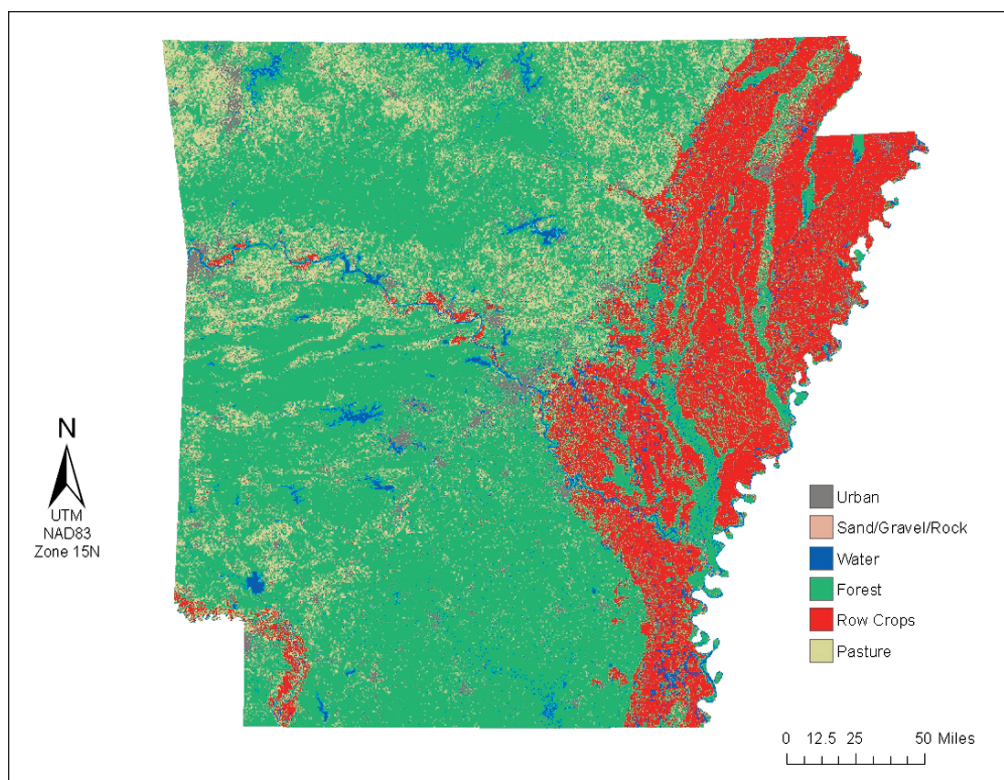 N
UTM
NAD83
Zone 15N
Urban
Sand/Gravel/Rock
Water
Forest
Row Crops
Pasture
0 12.5 25 50 Miles